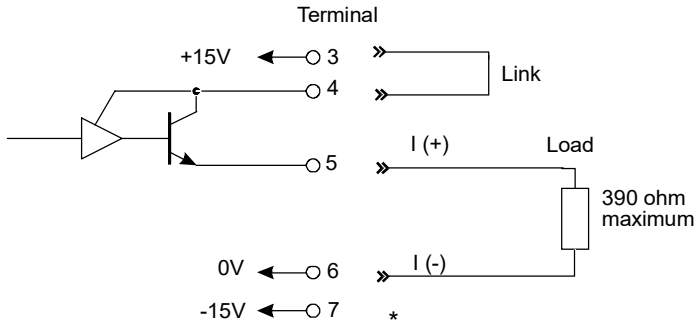 Terminal
+15V 3
4
Link
5
I (+)
Load
390 ohm
maximum
0V 6
I (-)
-15V 7
*